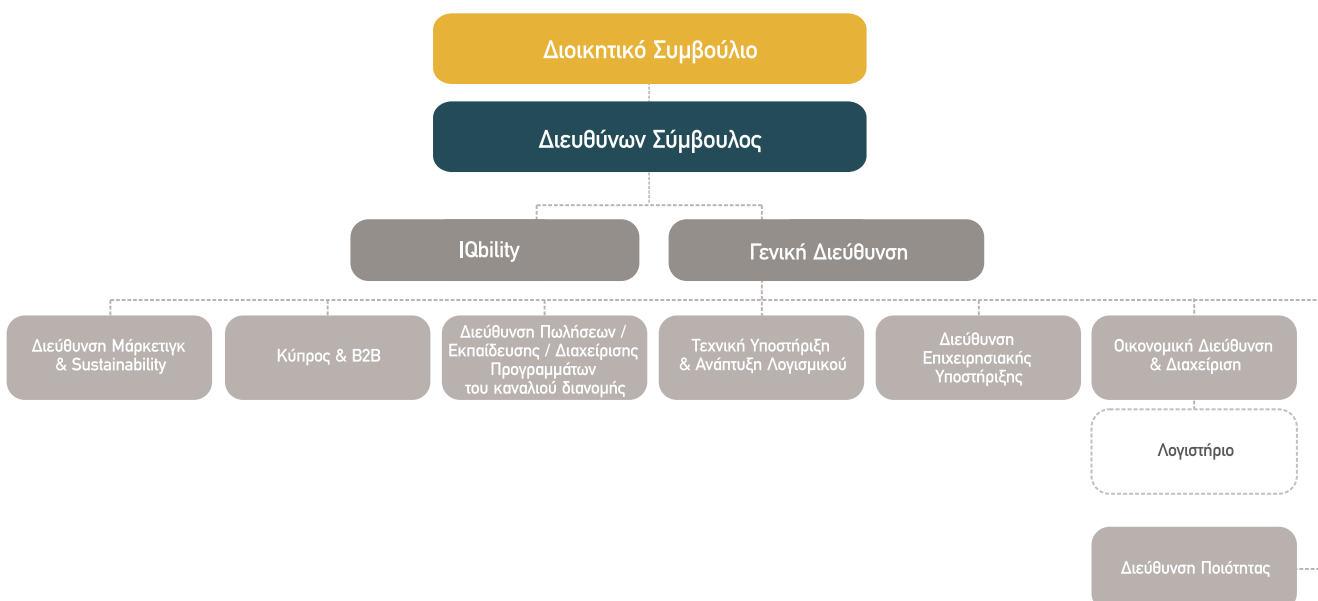 Διοικητικό Συμβούλιο
Διευθύνων Σύμβουλος
IQbility
Γενική Διεύθυνση
Διεύθυνση Μάρκετιγκ
& Sustainability
Κύπρος & B2B
Διεύθυνση Πωλήσεων /
Εκπαίδευσης / Διαχείρισης
Προγραμμάτων
του καναλιού διανομής
Τεχνική Υποστήριξη
& Ανάπτυξη Λογισμικού
Διεύθυνση
Επιχειρησιακής
Υποστήριξης
Οικονομική Διεύθυνση
& Διαχείριση
Λογιστήριο
Διεύθυνση Ποιότητας